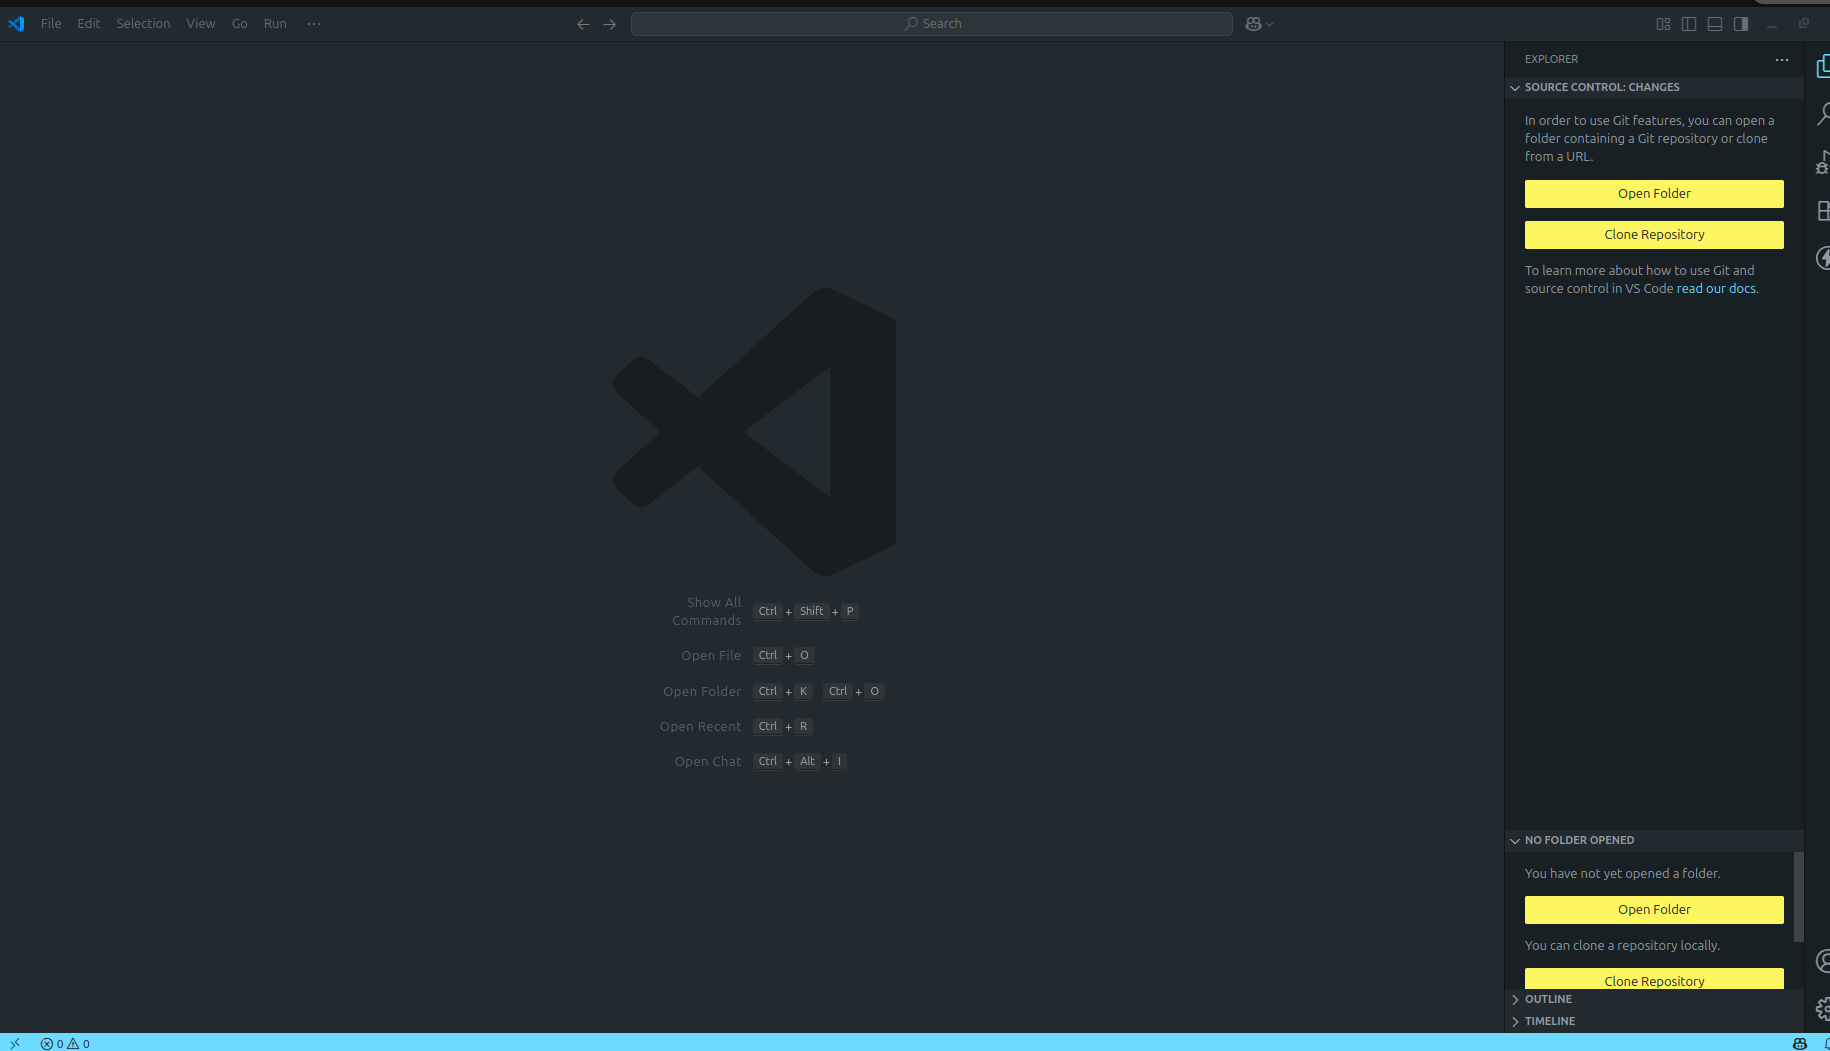 File Edit Selection View Go Run ···
Search
EXPLORER ···
SOURCE CONTROL: CHANGES
In order to use Git features, you can open a
folder containing a Git repository or clone
from a URL.
Open Folder
Clone Repository
To learn more about how to use Git and
source control in VS Code read our docs.
Show All
Commands Ctrl + Shift + P
Open File Ctrl + O
Open Folder Ctrl + K Ctrl + O
Open Recent Ctrl + R
Open Chat Ctrl + Alt + I
NO FOLDER OPENED
You have not yet opened a folder.
Open Folder
You can clone a repository locally.
Clone Repository
OUTLINE
TIMELINE
0 0